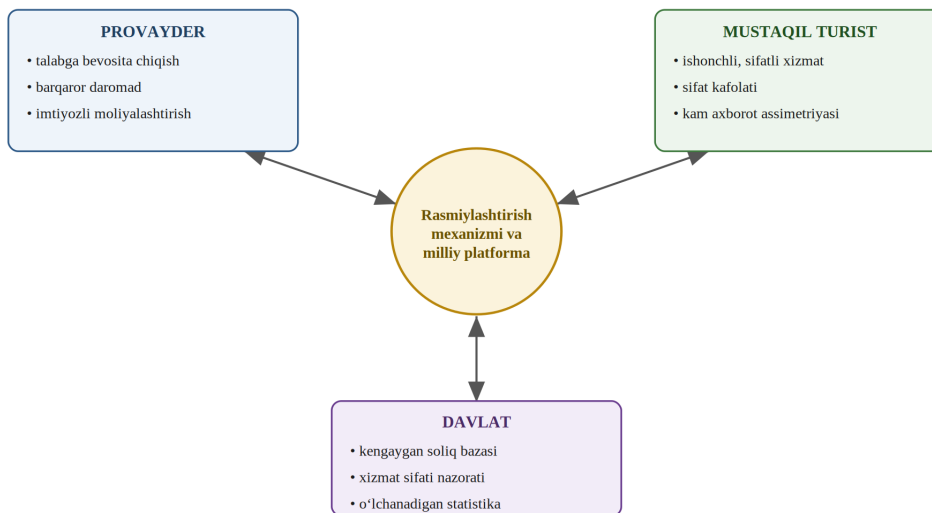 PROVAYDER
• talabga bevosita chiqish
• barqaror daromad
• imtiyozli moliyalashtirish
MUSTAQIL TURIST
• ishonchli, sifatli xizmat
• sifat kafolati
• kam axborot assimetriyasi
Rasmiylashtirish
mexanizmi va
milliy platforma
DAVLAT
• kengaygan soliq bazasi
• xizmat sifati nazorati
• o‘lchanadigan statistika